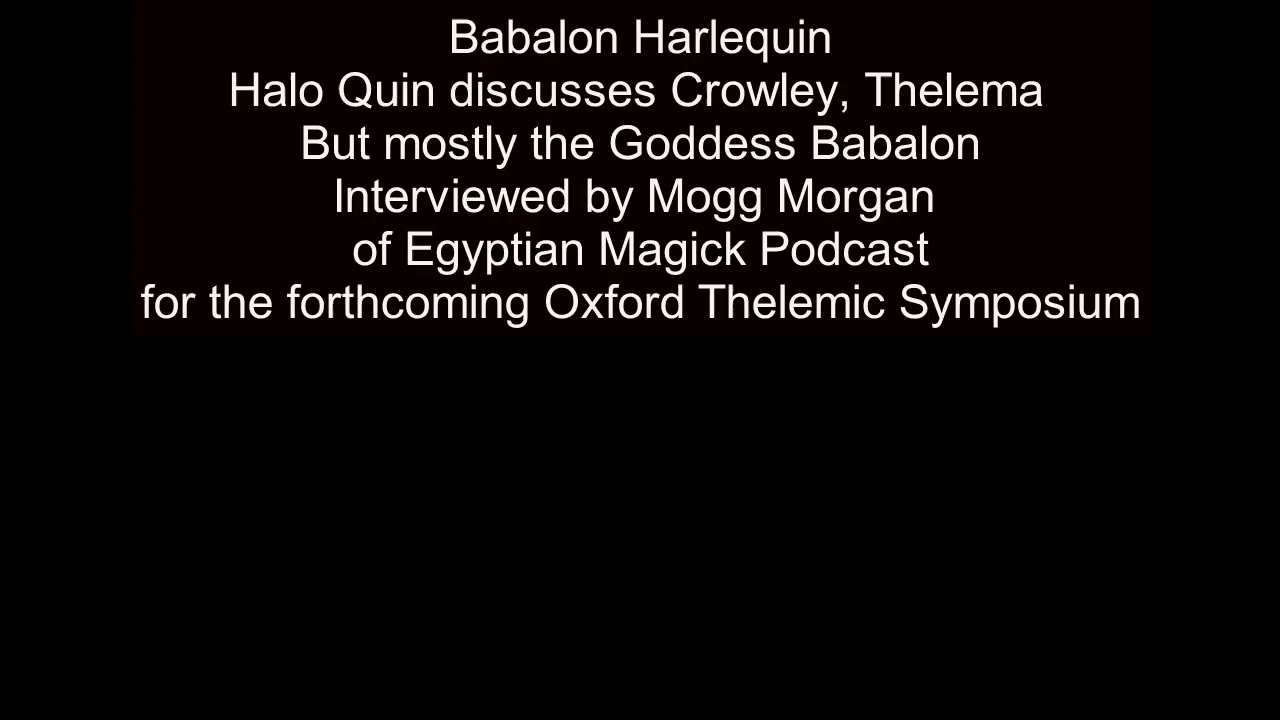 Babalon Harlequin
Halo Quin discusses Crowley, Thelema
But mostly the Goddess Babalon
Interviewed by Mogg Morgan
of Egyptian Magick Podcast
for the forthcoming Oxford Thelemic Symposium